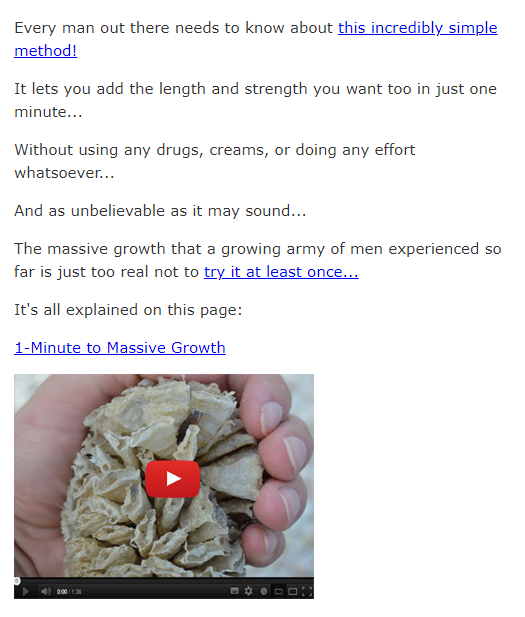 Every man out there needs to know about this incredibly simple
method!
It lets you add the length and strength you want too in just one
minute...
Without using any drugs, creams, or doing any effort
whatsoever...
And as unbelievable as it may sound...
The massive growth that a growing army of men experienced so
far is just too real not to try it at least once...
It's all explained on this page:
1-Minute to Massive Growth
0:00 / 1:36